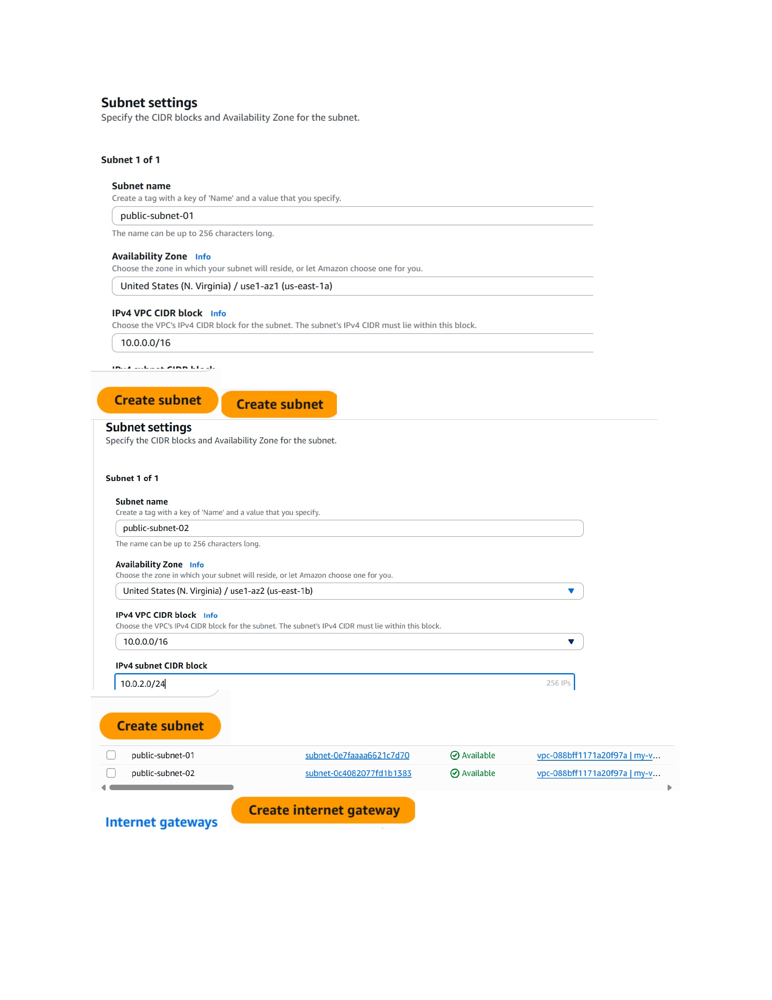 Subnet settings
Specify the CIDR blocks and Availability Zone for the subnet.
Subnet 1 of 1
Subnet name
Create a tag with a key of 'Name' and a value that you specify.
public-subnet-01
The name can be up to 256 characters long.
Availability Zone Info
Choose the zone in which your subnet will reside, or let Amazon choose one for you.
United States (N. Virginia) / use1-az1 (us-east-1a)
IPv4 VPC CIDR block Info
Choose the VPC's IPv4 CIDR block for the subnet. The subnet's IPv4 CIDR must lie within this block.
10.0.0.0/16
IPv4 subnet CIDR block
Create subnet Create subnet
Subnet settings
Specify the CIDR blocks and Availability Zone for the subnet.
Subnet 1 of 1
Subnet name
Create a tag with a key of 'Name' and a value that you specify.
public-subnet-02
The name can be up to 256 characters long.
Availability Zone Info
Choose the zone in which your subnet will reside, or let Amazon choose one for you.
United States (N. Virginia) / use1-az2 (us-east-1b)
IPv4 VPC CIDR block Info
Choose the VPC's IPv4 CIDR block for the subnet. The subnet's IPv4 CIDR must lie within this block.
10.0.0.0/16
IPv4 subnet CIDR block
10.0.2.0/24 256 IPs
Create subnet
public-subnet-01 subnet-0e7faaaa6621c7d70 Available vpc-088bff1171a20f97a | my-v...
public-subnet-02 subnet-0c4082077fd1b1383 Available vpc-088bff1171a20f97a | my-v...
Internet gateways Create internet gateway